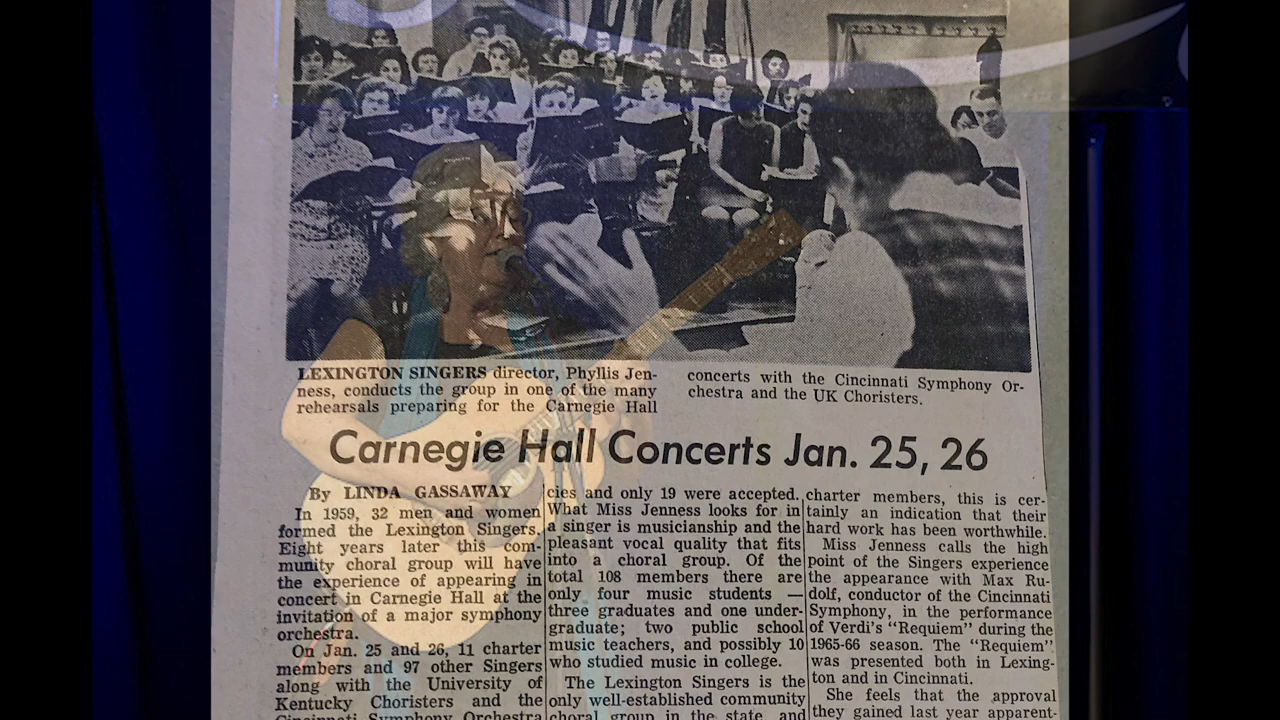 LEXINGTON SINGERS director, Phyllis Jen-
ness, conducts the group in one of the many
rehearsals preparing for the Carnegie Hall
concerts with the Cincinnati Symphony Or-
chestra and the UK Choristers.
Carnegie Hall Concerts Jan. 25, 26
By LINDA GASSAWAY
In 1959, 32 men and women
formed the Lexington Singers.
Eight years later this com-
munity choral group will have
the experience of appearing in
concert in Carnegie Hall at the
invitation of a major symphony
orchestra.
On Jan. 25 and 26, 11 charter
members and 97 other Singers
along with the University of
Kentucky Choristers and the
Cincinnati Symphony Orchestra
cies and only 19 were accepted.
What Miss Jenness looks for in
a singer is musicianship and the
pleasant vocal quality that fits
into a choral group. Of the
total 108 members there are
only four music students —
three graduates and one under-
graduate; two public school
music teachers, and possibly 10
who studied music in college.
The Lexington Singers is the
only well-established community
choral group in the state, and
charter members, this is cer-
tainly an indication that their
hard work has been worthwhile.
Miss Jenness calls the high
point of the Singers experience
the appearance with Max Ru-
dolf, conductor of the Cincinnati
Symphony, in the performance
of Verdi's "Requiem" during the
1965-66 season. The "Requiem"
was presented both in Lexing-
ton and in Cincinnati.
She feels that the approval
they gained last year apparent-